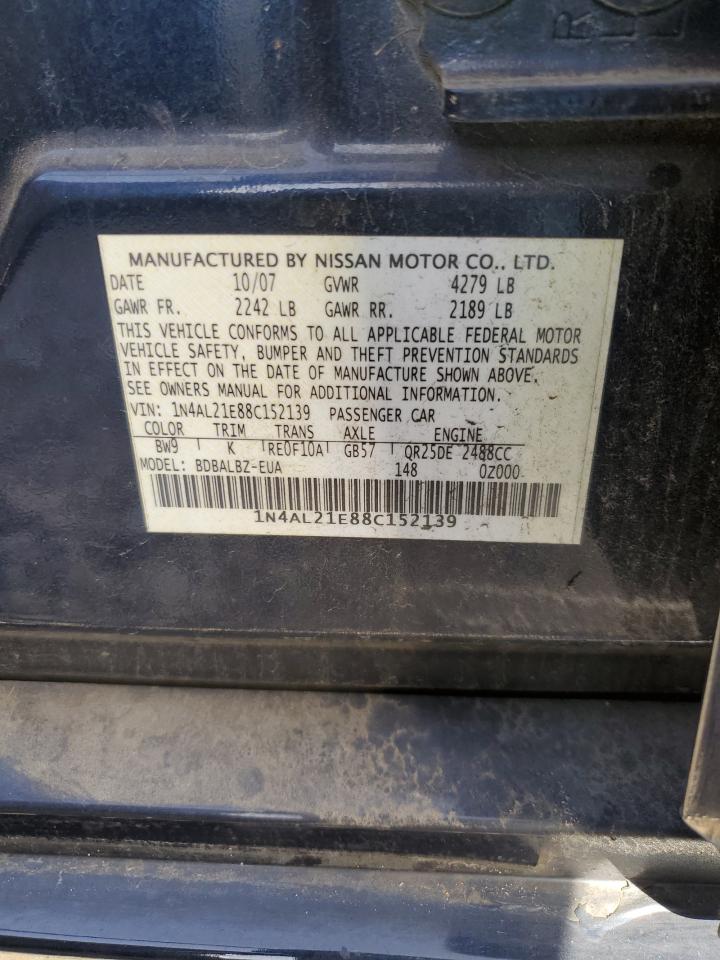 R
L
MANUFACTURED BY NISSAN MOTOR CO., LTD.
DATE 10/07 GVWR 4279 LB
GAWR FR. 2242 LB GAWR RR. 2189 LB
THIS VEHICLE CONFORMS TO ALL APPLICABLE FEDERAL MOTOR
VEHICLE SAFETY, BUMPER AND THEFT PREVENTION STANDARDS
IN EFFECT ON THE DATE OF MANUFACTURE SHOWN ABOVE.
SEE OWNERS MANUAL FOR ADDITIONAL INFORMATION.
VIN: 1N4AL21E88C152139 PASSENGER CAR
COLOR TRIM TRANS AXLE ENGINE
BW9 K RE0F10A GB57 QR25DE 2488CC
MODEL: BDBALBZ-EUA 148 0Z000
1N4AL21E88C152139